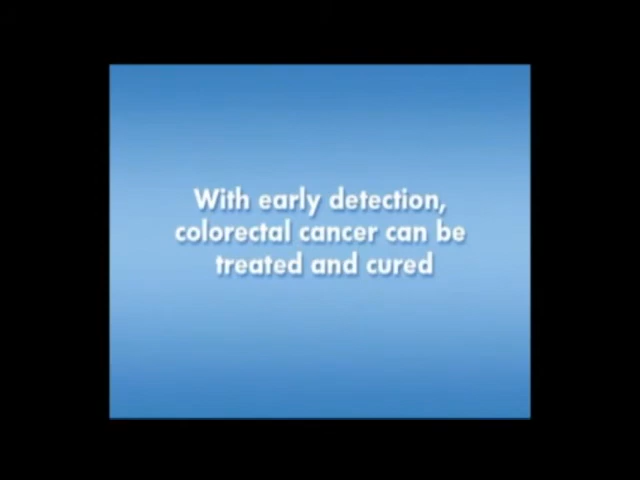 With early detection,
colorectal cancer can be
treated and cured